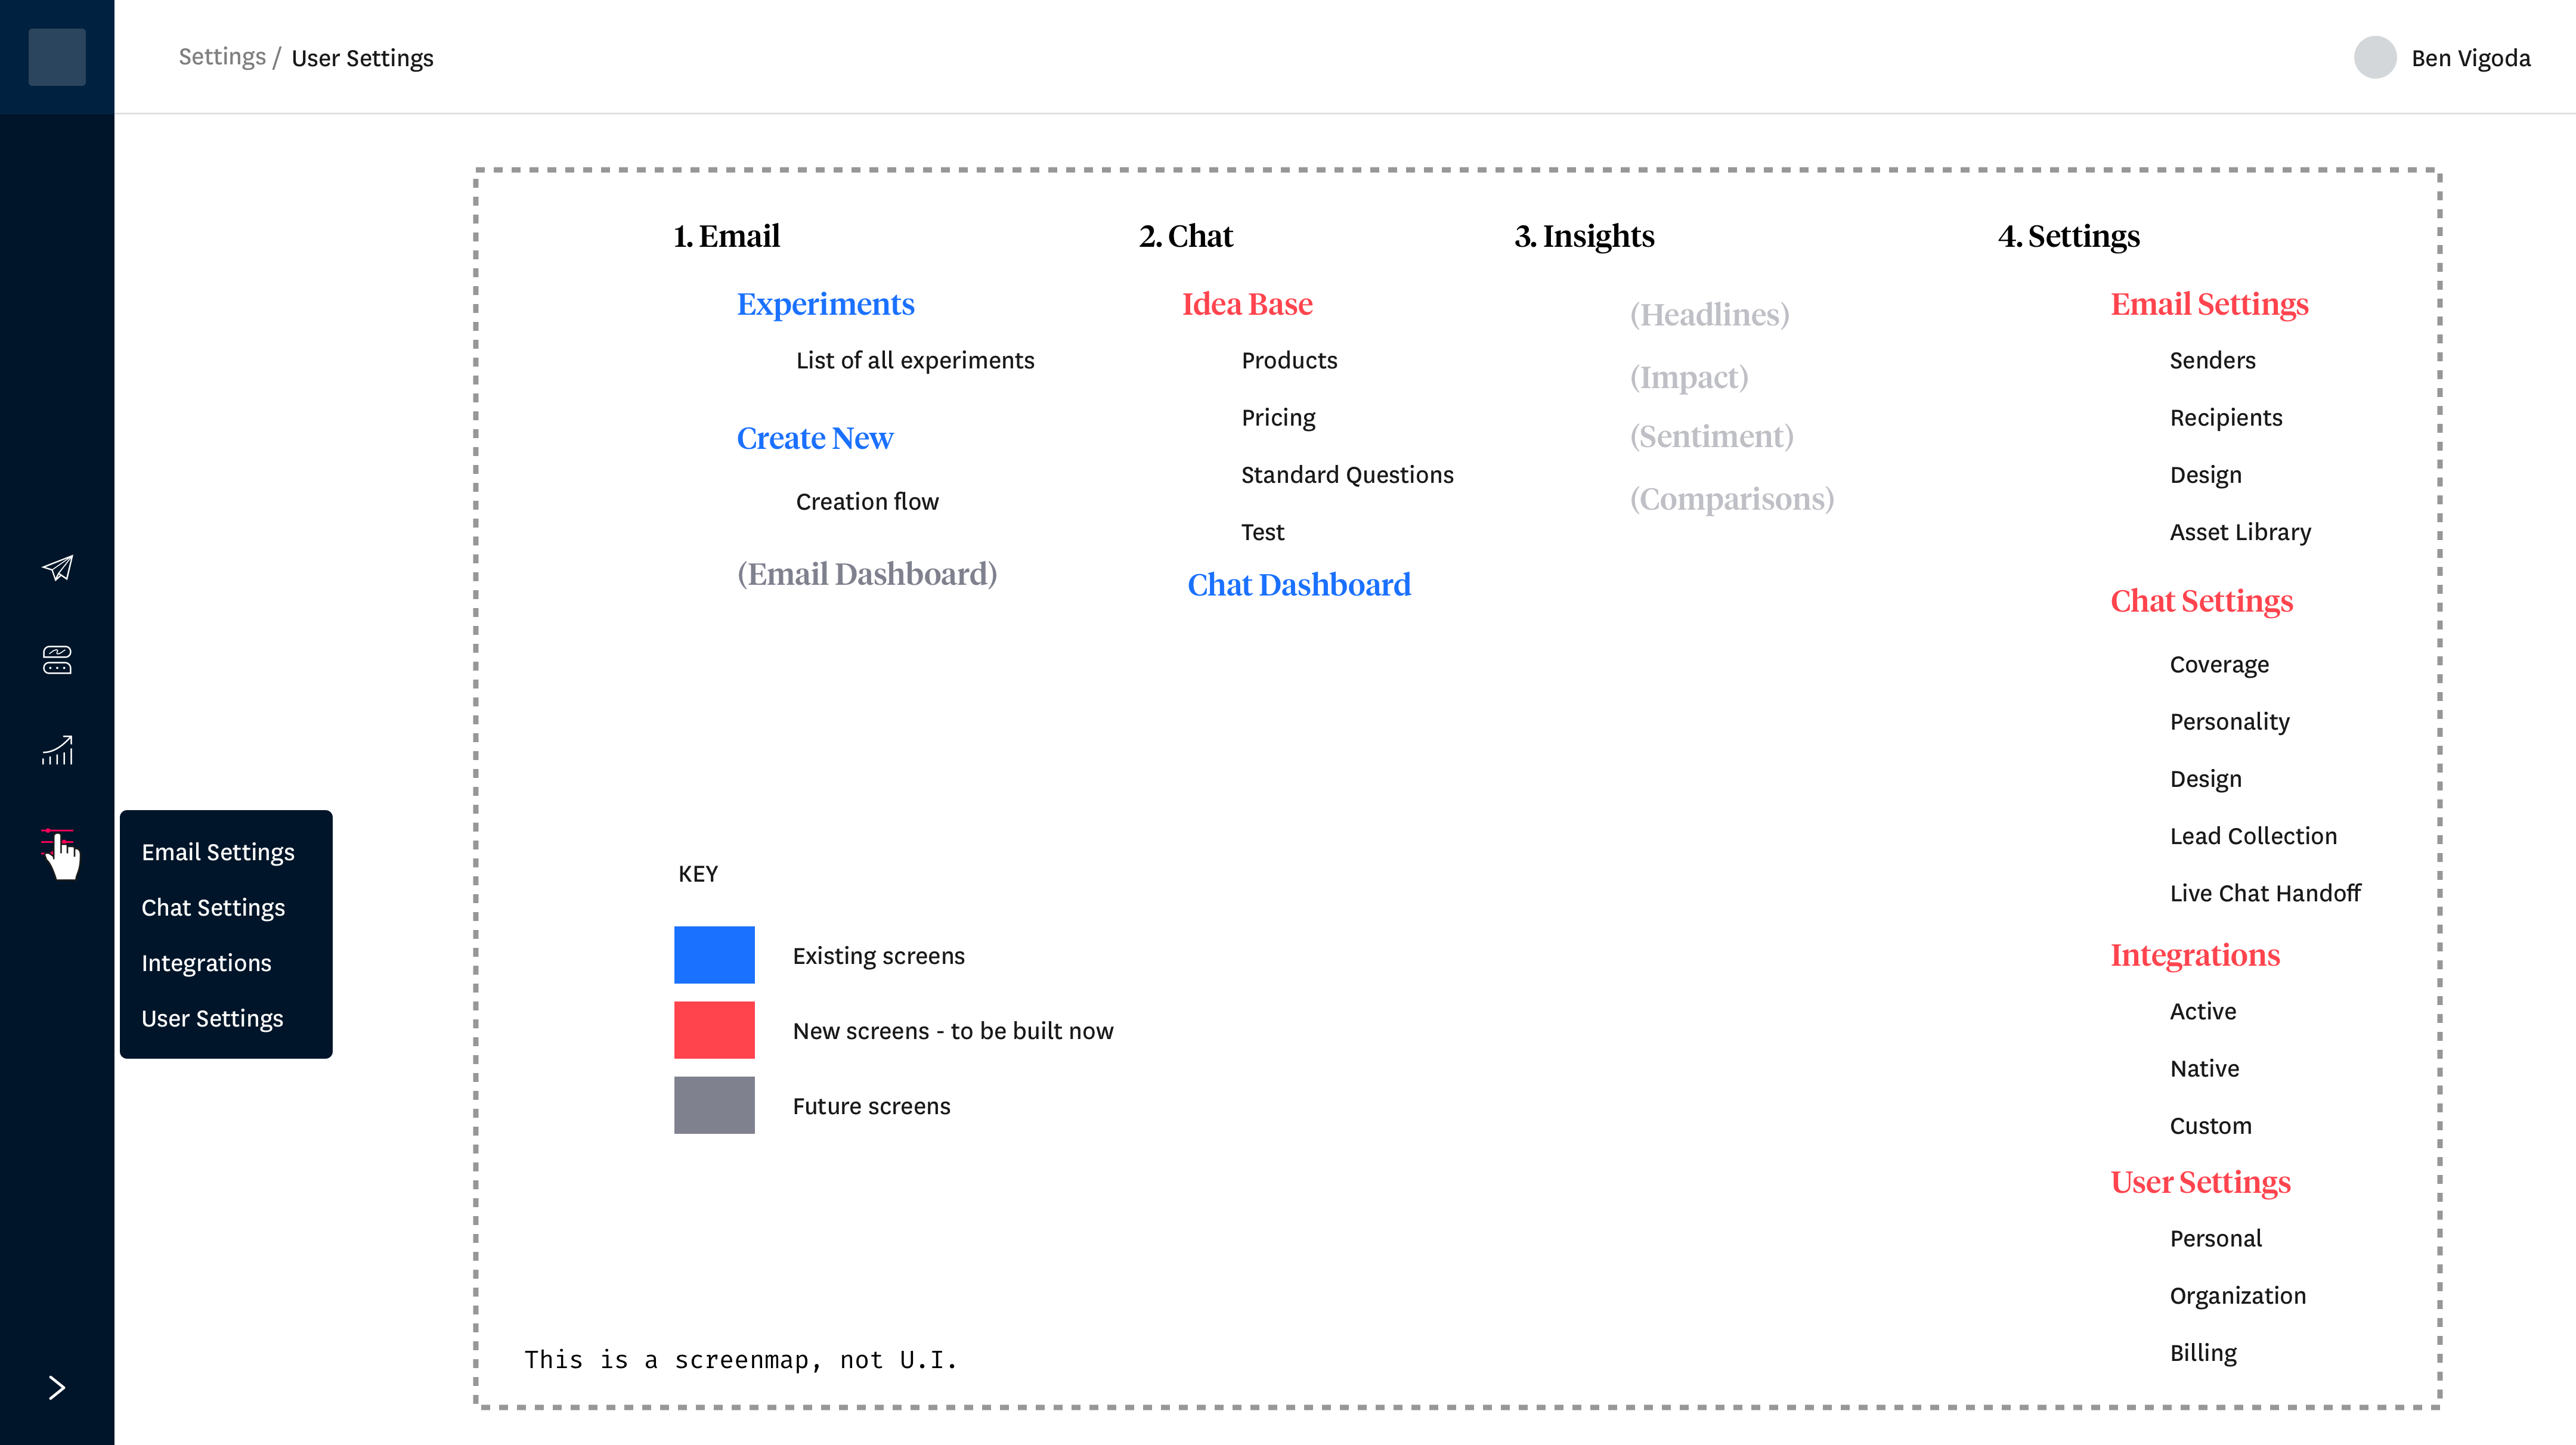 Settings / User Settings
Ben Vigoda
1. Email
Experiments
List of all experiments
Create New
Creation flow
(Email Dashboard)
2. Chat
Idea Base
Products
Pricing
Standard Questions
Test
Chat Dashboard
3. Insights
(Headlines)
(Impact)
(Sentiment)
(Comparisons)
4. Settings
Email Settings
Senders
Recipients
Design
Asset Library
Chat Settings
Coverage
Personality
Design
Lead Collection
Live Chat Handoff
Integrations
Active
Native
Custom
User Settings
Personal
Organization
Billing
Email Settings
Chat Settings
Integrations
User Settings
KEY
Existing screens
New screens - to be built now
Future screens
This is a screenmap, not U.I.